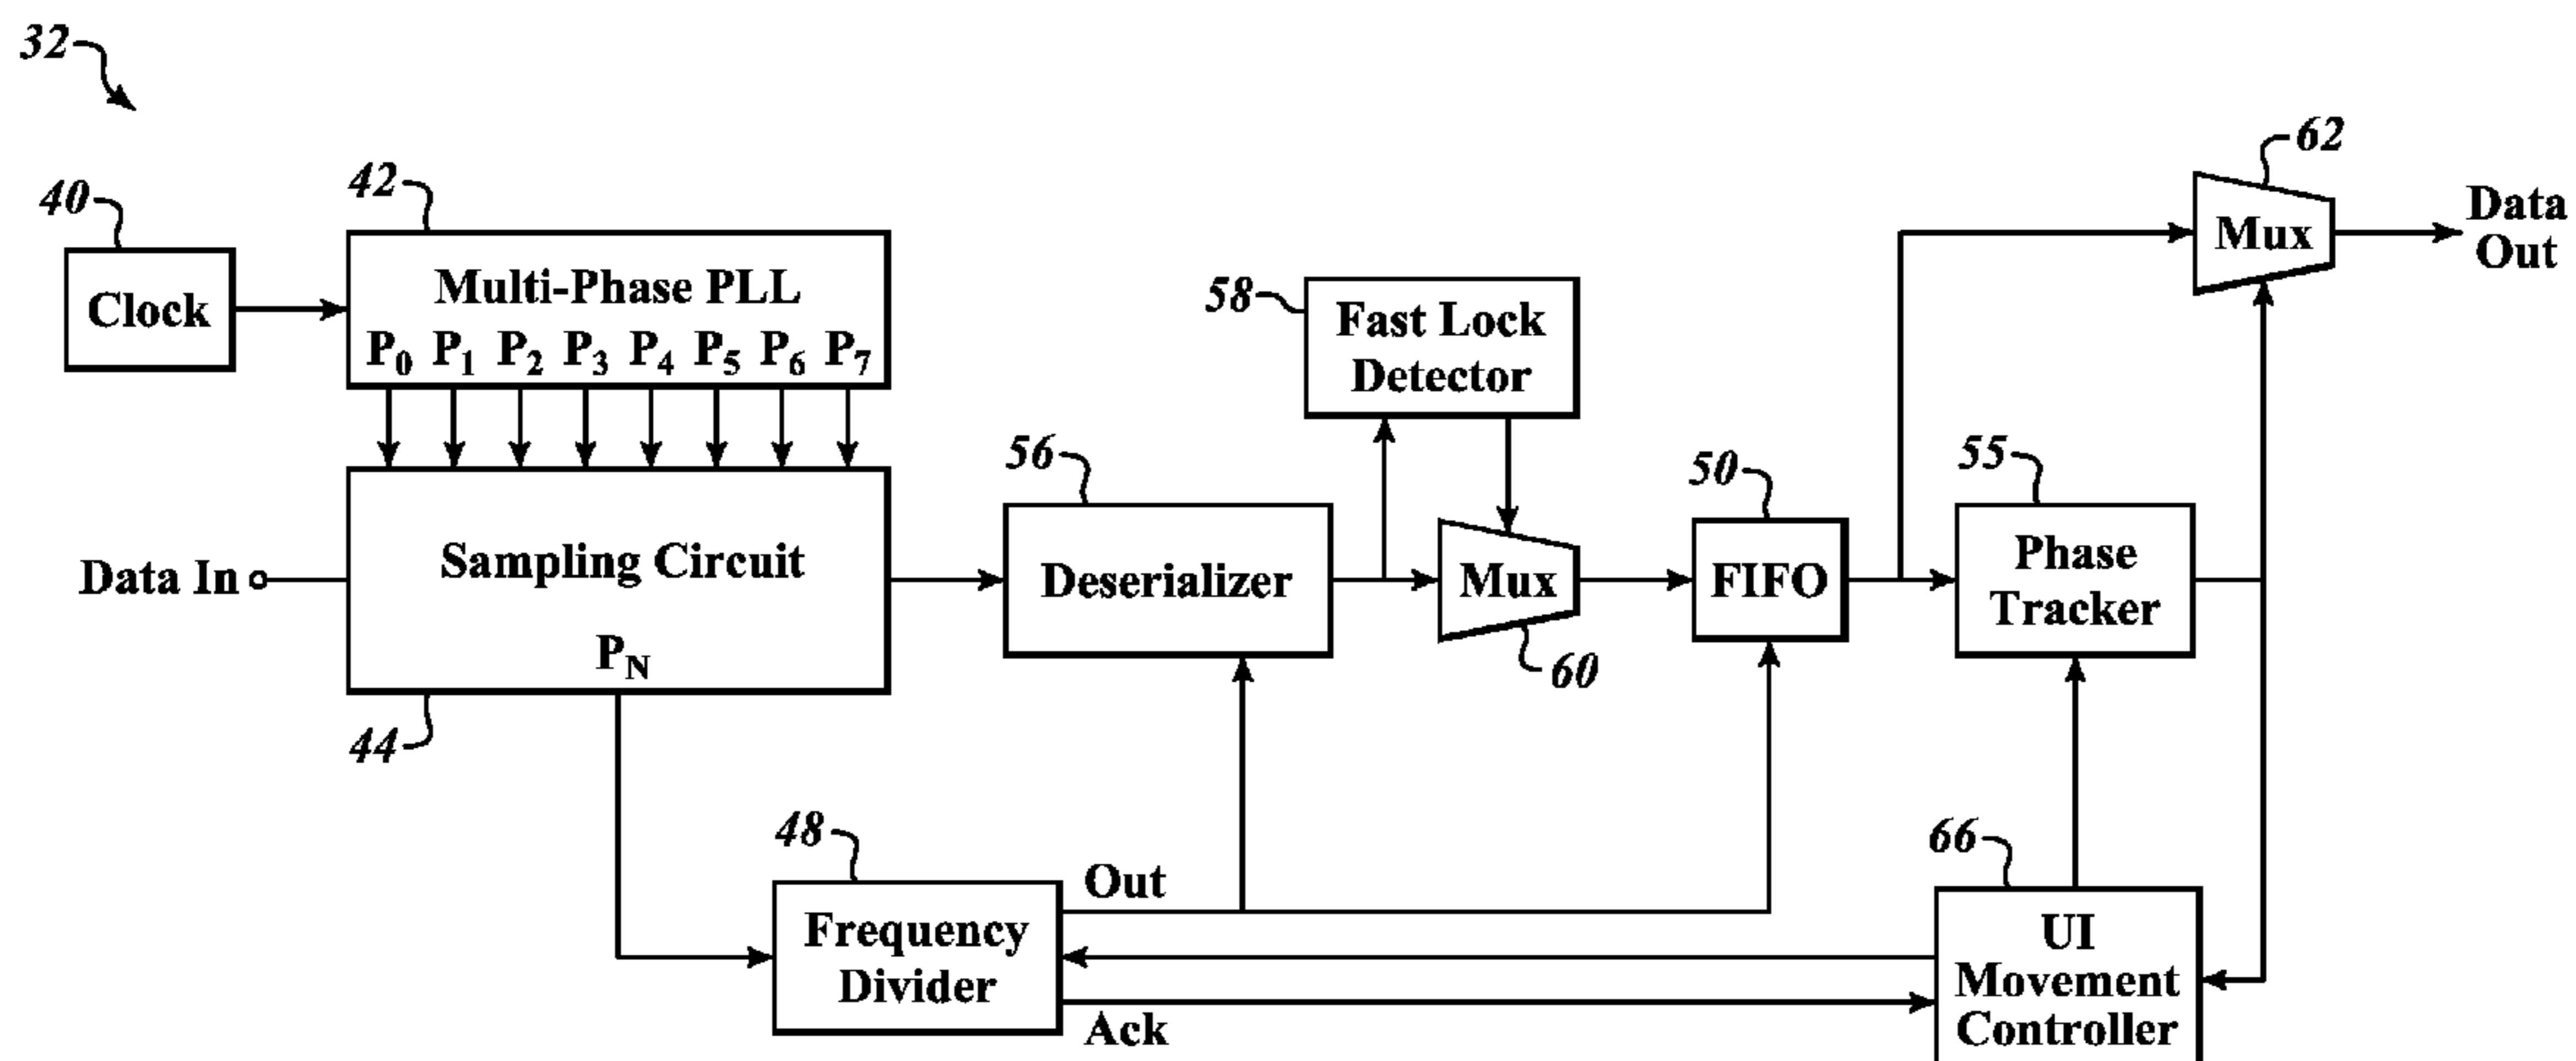 32
62
40
42
Data
Out
Mux
Clock
Multi-Phase PLL
P0 P1 P2 P3 P4 P5 P6 P7
58
Fast Lock
Detector
56
50
55
Data In
Sampling Circuit
PN
Deserializer
Mux
FIFO
Phase
Tracker
60
44
48
66
Out
Frequency
Divider
Ack
UI
Movement
Controller